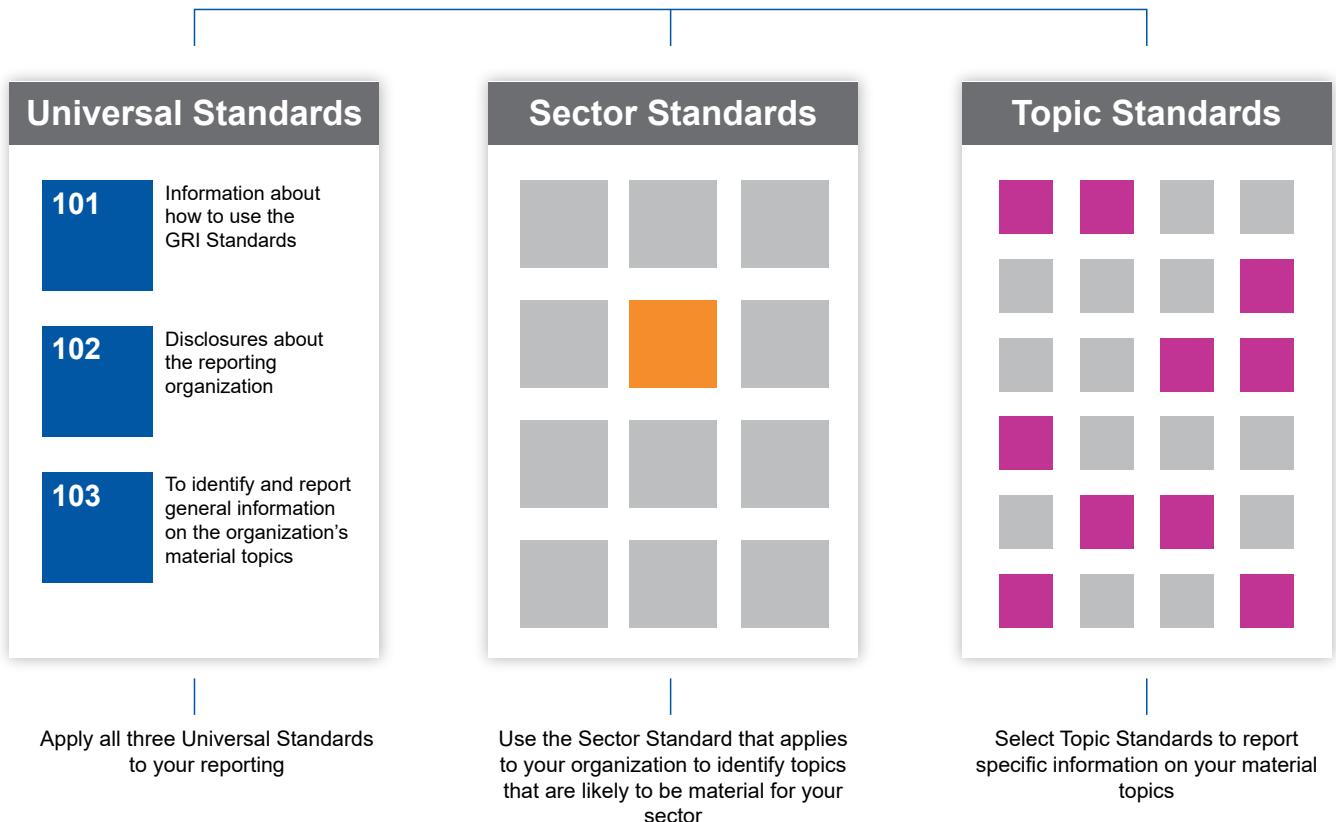 Universal Standards
101
Information about
how to use the
GRI Standards
102
Disclosures about
the reporting
organization
103
To identify and report
general information
on the organization’s
material topics
Apply all three Universal Standards
to your reporting
Sector Standards
Use the Sector Standard that applies
to your organization to identify topics
that are likely to be material for your
sector
Topic Standards
Select Topic Standards to report
specific information on your material
topics